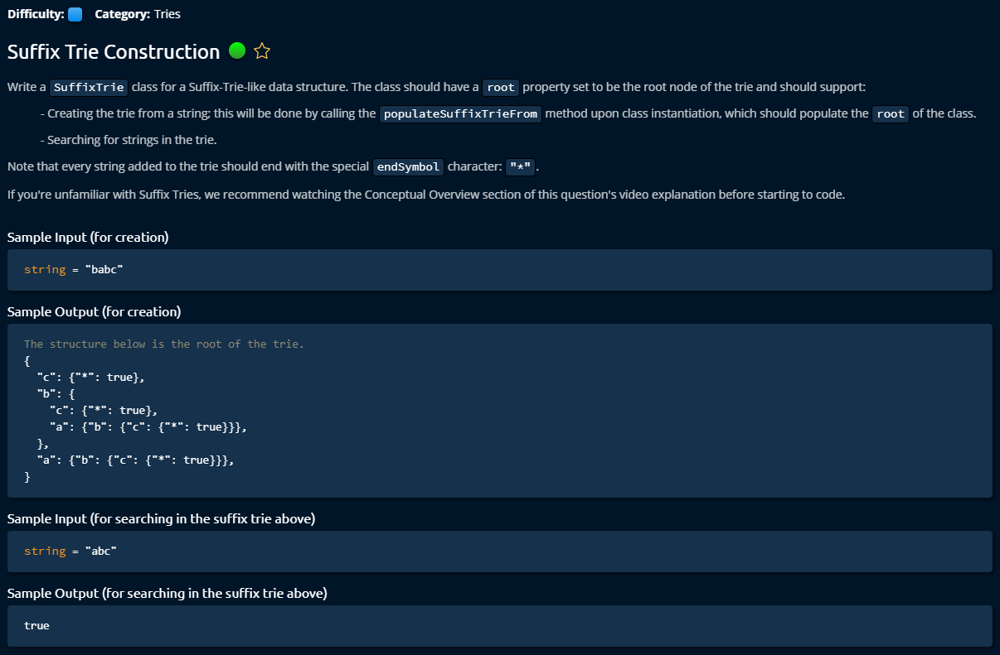 Difficulty: Category: Tries
Suffix Trie Construction
Write a SuffixTrie class for a Suffix-Trie-like data structure. The class should have a root property set to be the root node of the trie and should support:
- Creating the trie from a string; this will be done by calling the populateSuffixTrieFrom method upon class instantiation, which should populate the root of the class.
- Searching for strings in the trie.
Note that every string added to the trie should end with the special endSymbol character: "*".
If you're unfamiliar with Suffix Tries, we recommend watching the Conceptual Overview section of this question's video explanation before starting to code.
Sample Input (for creation)
string = "babc"
Sample Output (for creation)
The structure below is the root of the trie.
{
  "c": {"*": true},
  "b": {
    "c": {"*": true},
    "a": {"b": {"c": {"*": true}}},
  },
  "a": {"b": {"c": {"*": true}}},
}
Sample Input (for searching in the suffix trie above)
string = "abc"
Sample Output (for searching in the suffix trie above)
true